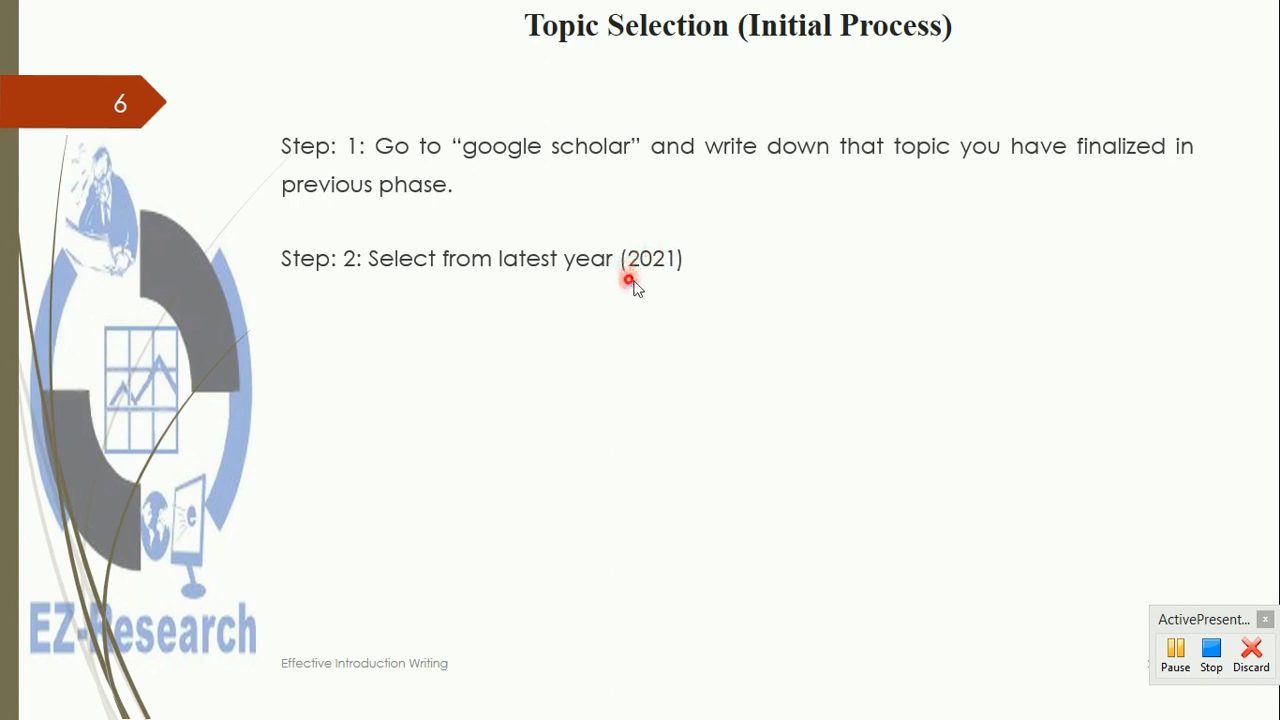 Topic Selection (Initial Process)
6
Step: 1: Go to “google scholar” and write down that topic you have finalized in
previous phase.
Step: 2: Select from latest year (2021)
e
EZ-Research
Effective Introduction Writing
ActivePresent... x
Pause Stop Discard